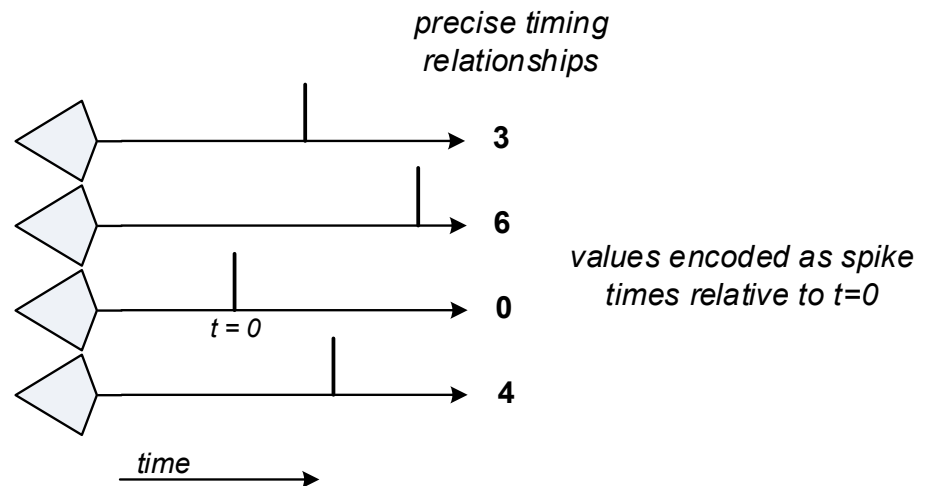 precise timing
relationships
3
6
values encoded as spike
times relative to t=0
0
t = 0
4
time